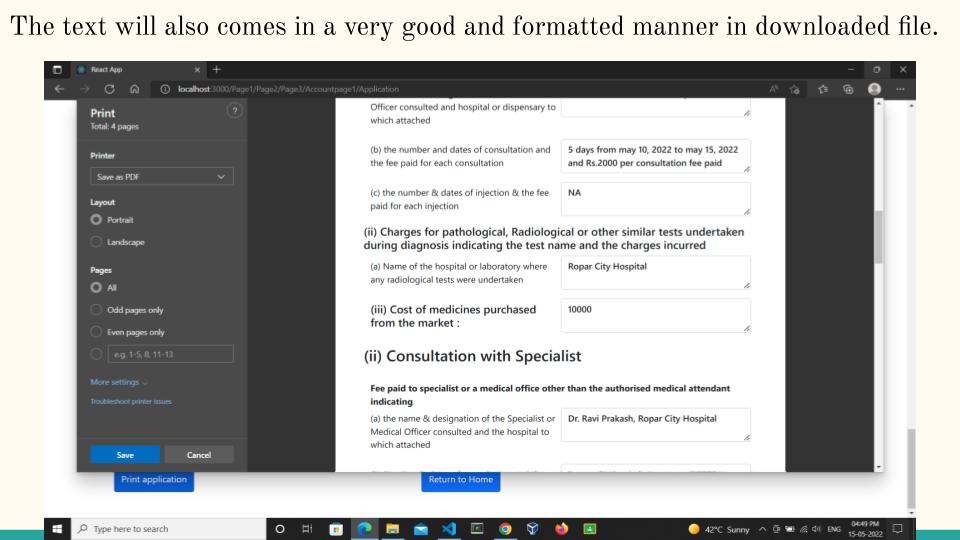 The text will also comes in a very good and formatted manner in downloaded file.
React App
localhost:3000/Page1/Page2/Page3/Accountpage1/Application
Print
?
Total: 4 pages
Printer
Save as PDF
Layout
Portrait
Landscape
Pages
All
Odd pages only
Even pages only
e.g. 1-5, 8, 11-13
More settings
Troubleshoot printer issues
Save
Cancel
Officer consulted and hospital or dispensary to
which attached
(b) the number and dates of consultation and
the fee paid for each consultation
5 days from may 10, 2022 to may 15, 2022
and Rs.2000 per consultation fee paid
(c) the number & dates of injection & the fee
paid for each injection
NA
(ii) Charges for pathological, Radiological or other similar tests undertaken
during diagnosis indicating the test name and the charges incurred
(a) Name of the hospital or laboratory where
any radiological tests were undertaken
Ropar City Hospital
(iii) Cost of medicines purchased
from the market :
10000
(ii) Consultation with Specialist
Fee paid to specialist or a medical office other than the authorised medical attendant
indicating
(a) the name & designation of the Specialist or
Medical Officer consulted and the hospital to
which attached
Dr. Ravi Prakash, Ropar City Hospital
Print application
Return to Home
Type here to search
42°C Sunny
ENG
04:49 PM
15-05-2022